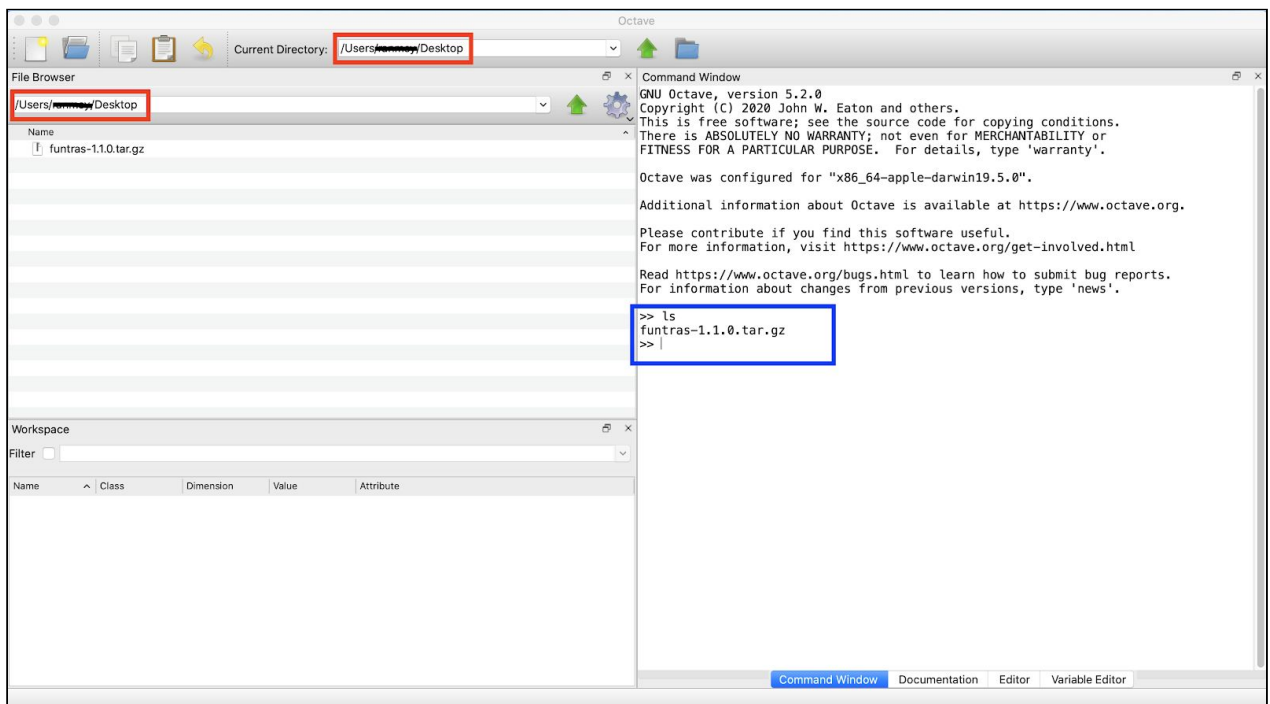 Octave
Current Directory: /Users/ /Desktop
File Browser
/Users/ /Desktop
Name
funtras-1.1.0.tar.gz
Workspace
Filter
Name Class Dimension Value Attribute
Command Window
GNU Octave, version 5.2.0
Copyright (C) 2020 John W. Eaton and others.
This is free software; see the source code for copying conditions.
There is ABSOLUTELY NO WARRANTY; not even for MERCHANTABILITY or
FITNESS FOR A PARTICULAR PURPOSE.  For details, type 'warranty'.
Octave was configured for "x86_64-apple-darwin19.5.0".
Additional information about Octave is available at https://www.octave.org.
Please contribute if you find this software useful.
For more information, visit https://www.octave.org/get-involved.html
Read https://www.octave.org/bugs.html to learn how to submit bug reports.
For information about changes from previous versions, type 'news'.
>> ls
funtras-1.1.0.tar.gz
>>
Command Window Documentation Editor Variable Editor